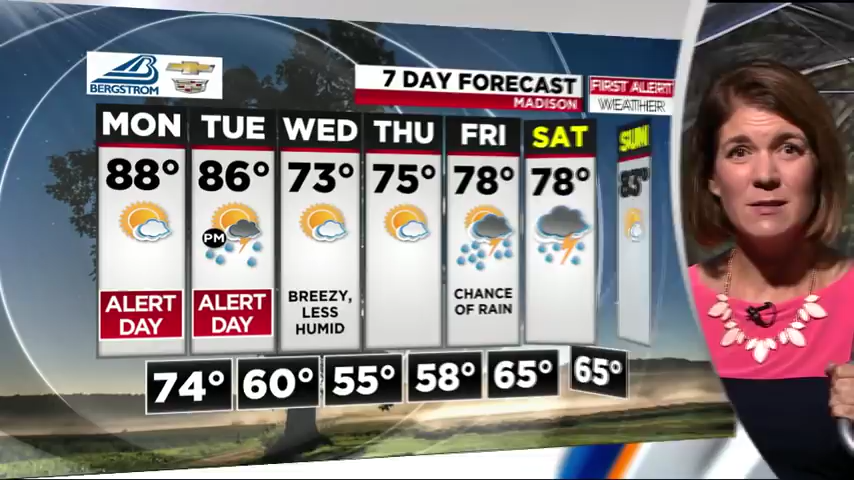 BERGSTROM
7 DAY FORECAST
MADISON
FIRST ALERT
WEATHER
MON TUE WED THU FRI SAT SUN
88° 86° 73° 75° 78° 78° 83°
PM
ALERT DAY
ALERT DAY
BREEZY, LESS HUMID
CHANCE OF RAIN
74° 60° 55° 58° 65° 65°